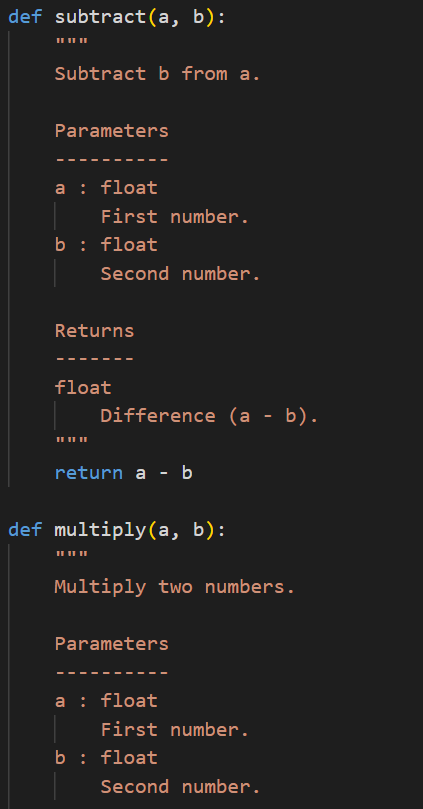 def subtract(a, b):
    """
    Subtract b from a.

    Parameters
    ----------
    a : float
        First number.
    b : float
        Second number.

    Returns
    -------
    float
        Difference (a - b).
    """
    return a - b

def multiply(a, b):
    """
    Multiply two numbers.

    Parameters
    ----------
    a : float
        First number.
    b : float
        Second number.